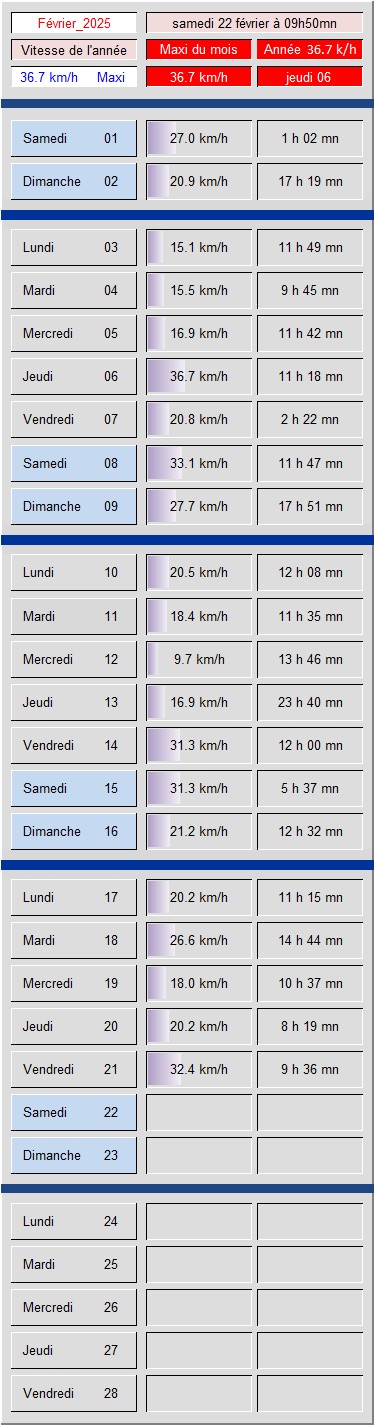 Février_2025 samedi 22 février à 09h50mn
Vitesse de l'année Maxi du mois Année 36.7 k/h
36.7 km/h Maxi 36.7 km/h jeudi 06
Samedi 01 27.0 km/h 1 h 02 mn
Dimanche 02 20.9 km/h 17 h 19 mn
Lundi 03 15.1 km/h 11 h 49 mn
Mardi 04 15.5 km/h 9 h 45 mn
Mercredi 05 16.9 km/h 11 h 42 mn
Jeudi 06 36.7 km/h 11 h 18 mn
Vendredi 07 20.8 km/h 2 h 22 mn
Samedi 08 33.1 km/h 11 h 47 mn
Dimanche 09 27.7 km/h 17 h 51 mn
Lundi 10 20.5 km/h 12 h 08 mn
Mardi 11 18.4 km/h 11 h 35 mn
Mercredi 12 9.7 km/h 13 h 46 mn
Jeudi 13 16.9 km/h 23 h 40 mn
Vendredi 14 31.3 km/h 12 h 00 mn
Samedi 15 31.3 km/h 5 h 37 mn
Dimanche 16 21.2 km/h 12 h 32 mn
Lundi 17 20.2 km/h 11 h 15 mn
Mardi 18 26.6 km/h 14 h 44 mn
Mercredi 19 18.0 km/h 10 h 37 mn
Jeudi 20 20.2 km/h 8 h 19 mn
Vendredi 21 32.4 km/h 9 h 36 mn
Samedi 22
Dimanche 23
Lundi 24
Mardi 25
Mercredi 26
Jeudi 27
Vendredi 28